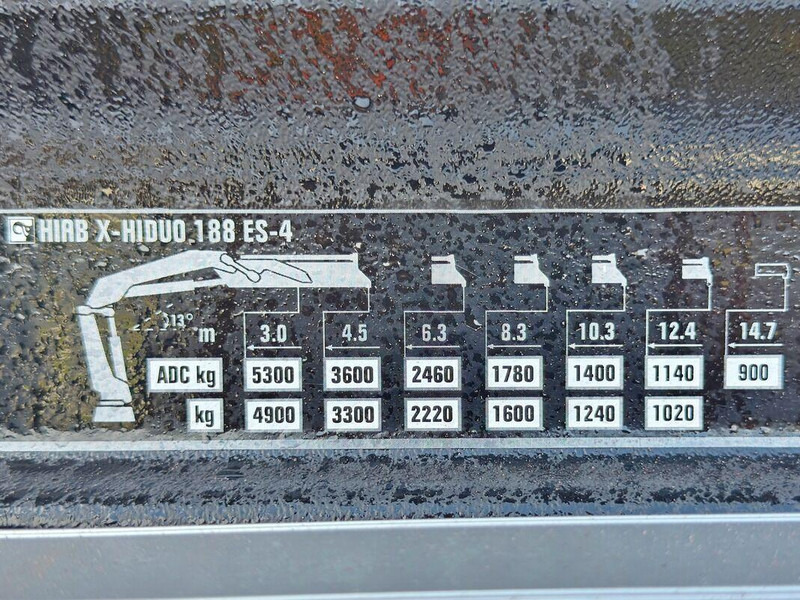 HIAB X-HIDUO 188 ES-4
13°
m 3.0 4.5 6.3 8.3 10.3 12.4 14.7
ADC kg 5300 3600 2460 1780 1400 1140 900
kg 4900 3300 2220 1600 1240 1020